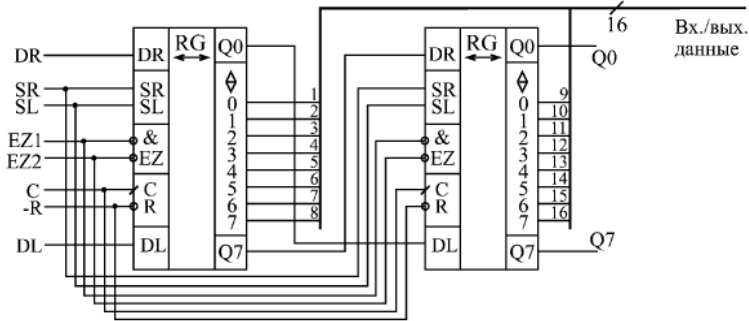 16
Вх./вых.
данные
DR
DR
RG
Q0
DR
RG
Q0
Q0
SR
SL
SR
SL
0
1
2
3
4
5
6
7
1
2
3
4
5
6
7
8
SR
SL
0
1
2
3
4
5
6
7
9
10
11
12
13
14
15
16
EZ1
EZ2
&
EZ
&
EZ
C
-R
C
R
C
R
DL
DL
Q7
DL
Q7
Q7